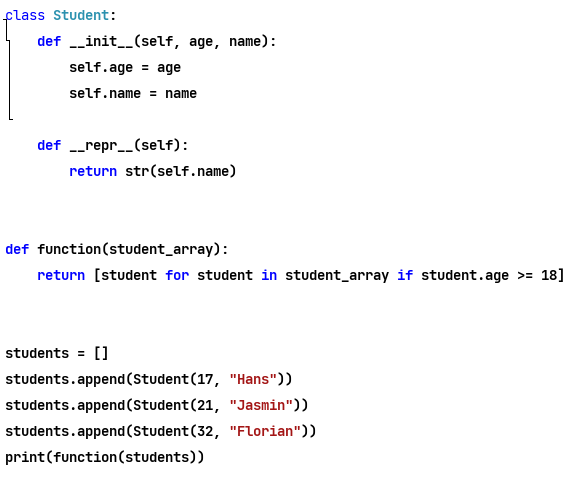 class Student:
    def __init__(self, age, name):
        self.age = age
        self.name = name
    def __repr__(self):
        return str(self.name)
def function(student_array):
    return [student for student in student_array if student.age >= 18]
students = []
students.append(Student(17, "Hans"))
students.append(Student(21, "Jasmin"))
students.append(Student(32, "Florian"))
print(function(students))